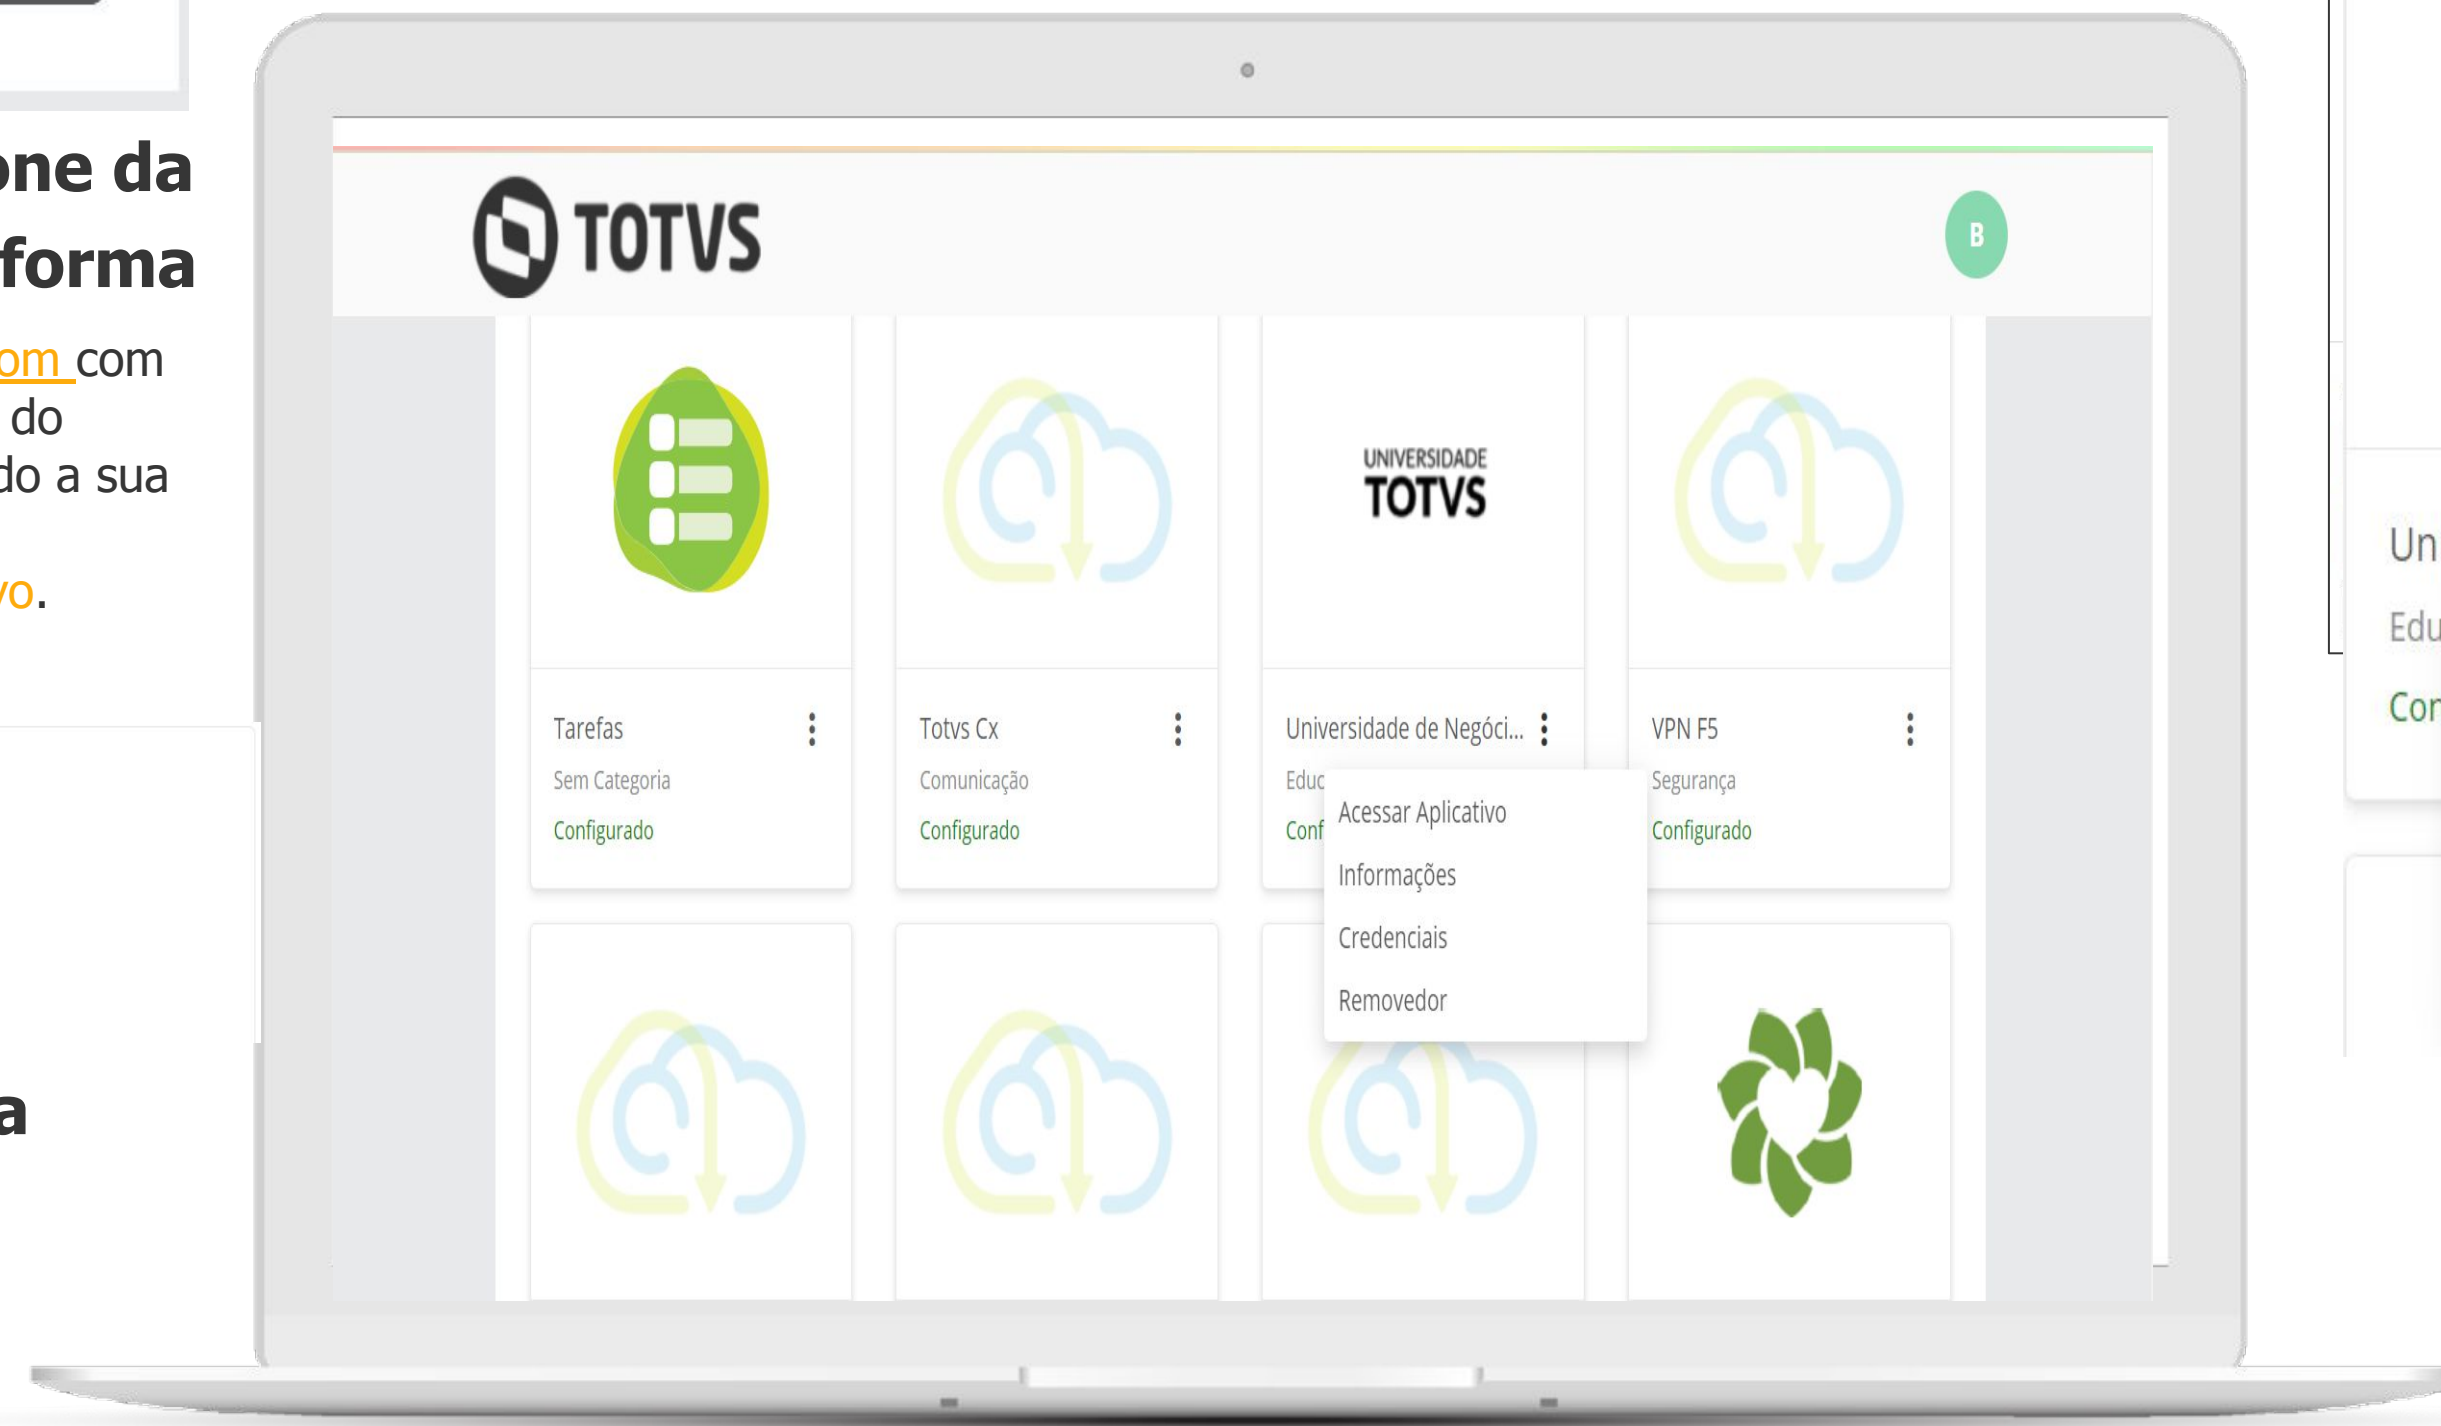 one da
forma
om com
do
do a sua
vo.
a
TOTVS
B
UNIVERSIDADE
TOTVS
Tarefas
Sem Categoria
Configurado
Totvs Cx
Comunicação
Configurado
Universidade de Negóci...
Educ
Conf
VPN F5
Segurança
Configurado
Acessar Aplicativo
Informações
Credenciais
Removedor
Un
Edu
Con